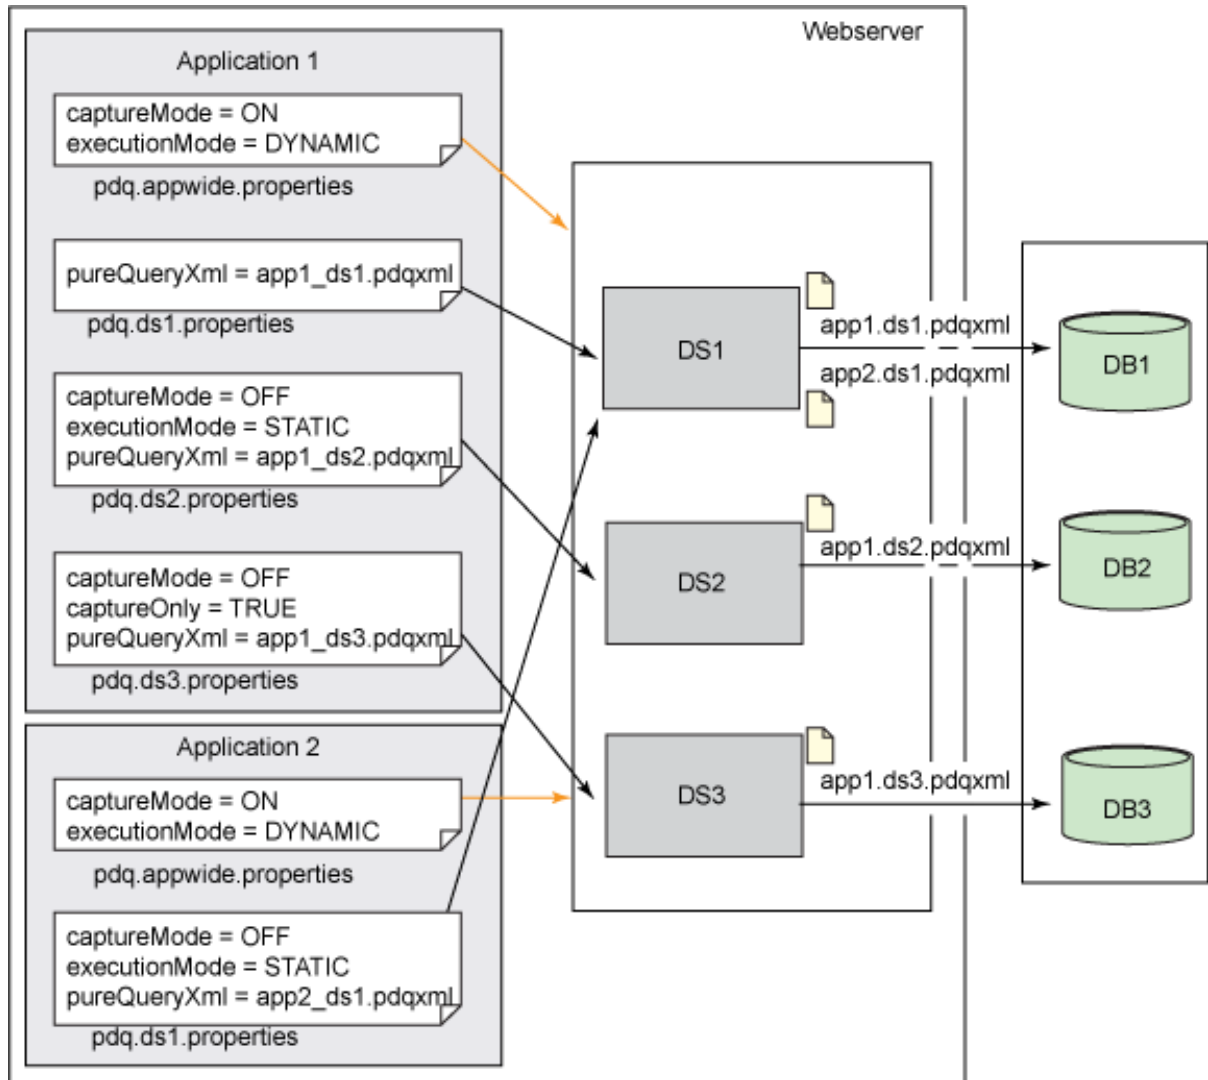 Webserver
Application 1
captureMode = ON
executionMode = DYNAMIC
pdq.appwide.properties
pureQueryXml = app1_ds1.pdqxml
pdq.ds1.properties
captureMode = OFF
executionMode = STATIC
pureQueryXml = app1_ds2.pdqxml
pdq.ds2.properties
captureMode = OFF
captureOnly = TRUE
pureQueryXml = app1_ds3.pdqxml
pdq.ds3.properties
Application 2
captureMode = ON
executionMode = DYNAMIC
pdq.appwide.properties
captureMode = OFF
executionMode = STATIC
pureQueryXml = app2_ds1.pdqxml
pdq.ds1.properties
DS1
app1.ds1.pdqxml
app2.ds1.pdqxml
DB1
DS2
app1.ds2.pdqxml
DB2
DS3
app1.ds3.pdqxml
DB3